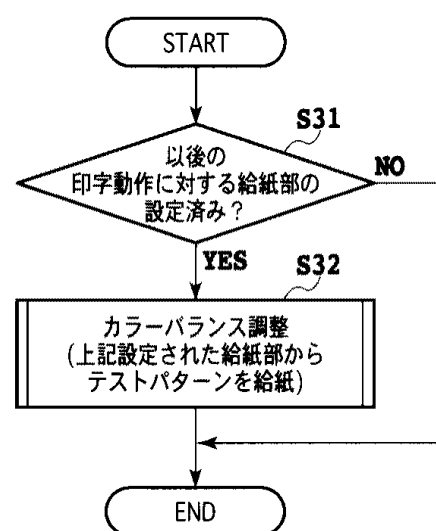 START
S31
以後の
印字動作に対する給紙部の
設定済み？
NO
YES
S32
カラーバランス調整
(上記設定された給紙部から
テストパターンを給紙)
END